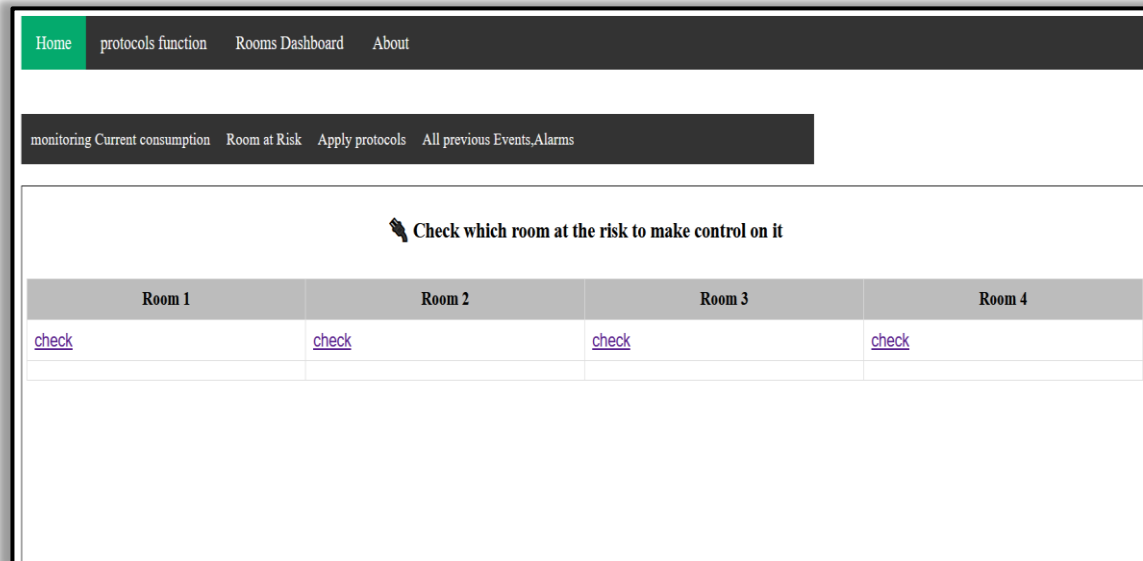 Home protocols function Rooms Dashboard About
monitoring Current consumption Room at Risk Apply protocols All previous Events,Alarms
Check which room at the risk to make control on it
Room 1 Room 2 Room 3 Room 4
check check check check